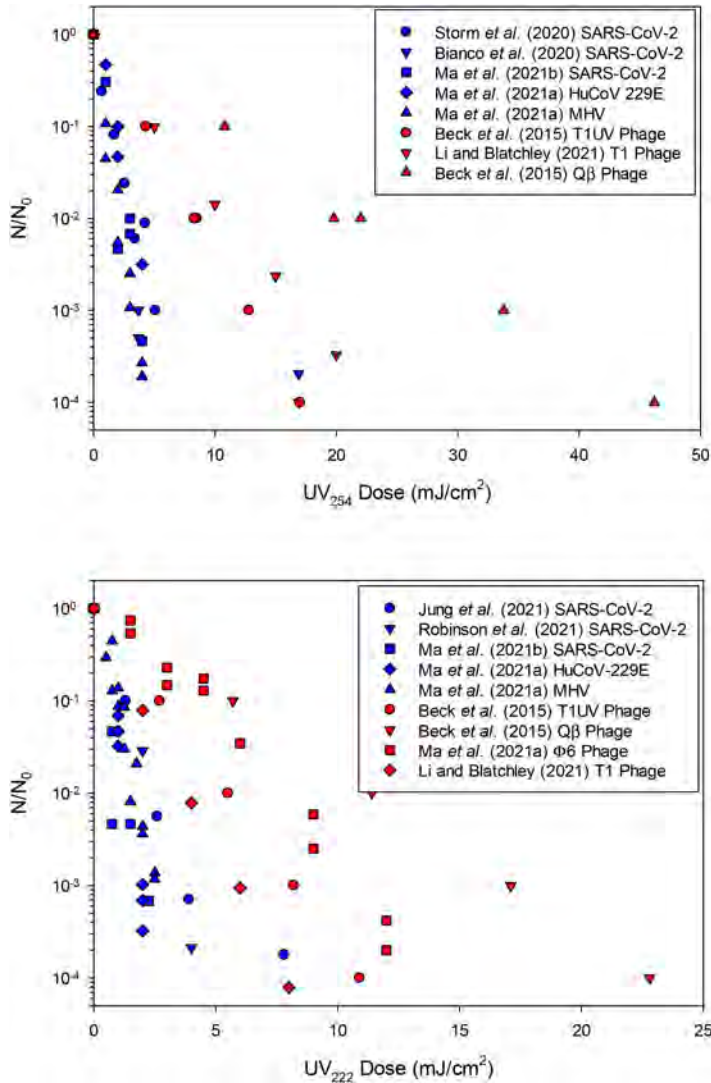 Storm et al. (2020) SARS-CoV-2
Bianco et al. (2020) SARS-CoV-2
Ma et al. (2021b) SARS-CoV-2
Ma et al. (2021a) HuCoV 229E
Ma et al. (2021a) MHV
Beck et al. (2015) T1UV Phage
Li and Blatchley (2021) T1 Phage
Beck et al. (2015) Qβ Phage
N/N₀
10⁰
10⁻¹
10⁻²
10⁻³
10⁻⁴
0 10 20 30 40 50
UV₂₅₄ Dose (mJ/cm²)
Jung et al. (2021) SARS-CoV-2
Robinson et al. (2021) SARS-CoV-2
Ma et al. (2021b) SARS-CoV-2
Ma et al. (2021a) HuCoV-229E
Ma et al. (2021a) MHV
Beck et al. (2015) T1UV Phage
Beck et al. (2015) Qβ Phage
Ma et al. (2021a) Φ6 Phage
Li and Blatchley (2021) T1 Phage
N/N₀
10⁰
10⁻¹
10⁻²
10⁻³
10⁻⁴
0 5 10 15 20 25
UV₂₂₂ Dose (mJ/cm²)